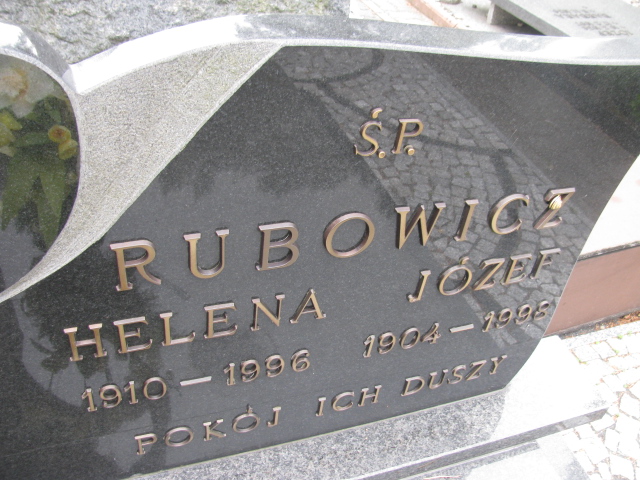 Ś.P.
RUBOWICZ
HELENA JÓZEF
1910 – 1996 1904 – 1998
POKÓJ ICH DUSZY